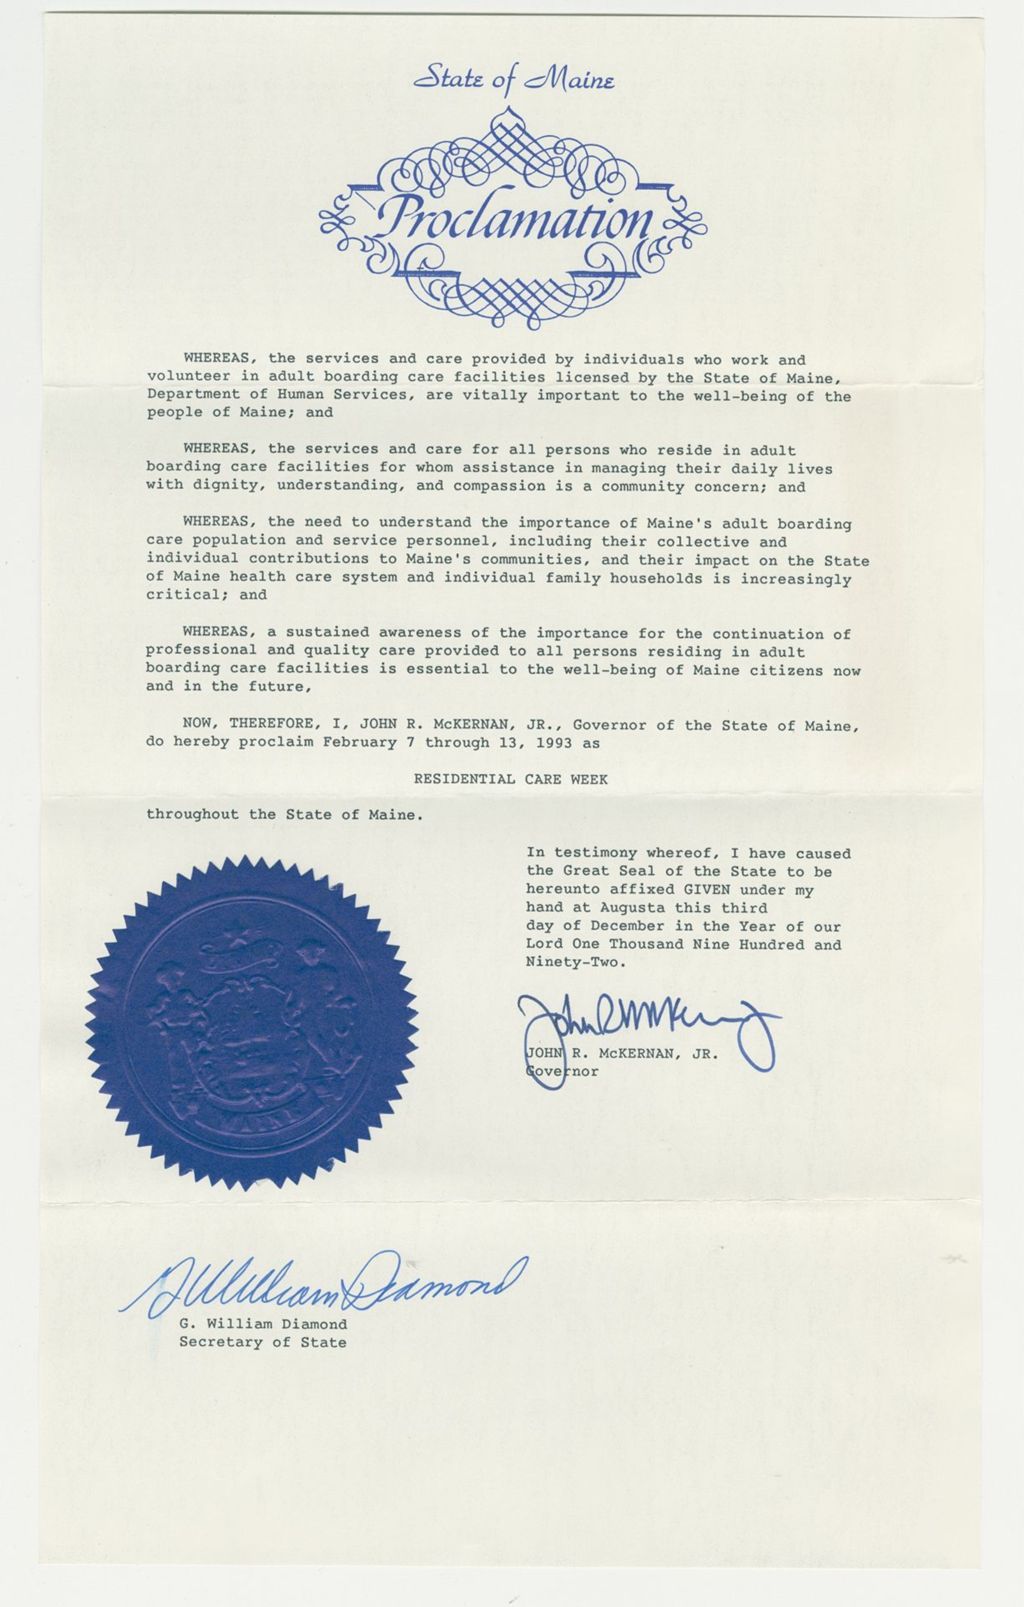 State of Maine
Proclamation
WHEREAS, the services and care provided by individuals who work and
volunteer in adult boarding care facilities licensed by the State of Maine,
Department of Human Services, are vitally important to the well-being of the
people of Maine; and
WHEREAS, the services and care for all persons who reside in adult
boarding care facilities for whom assistance in managing their daily lives
with dignity, understanding, and compassion is a community concern; and
WHEREAS, the need to understand the importance of Maine's adult boarding
care population and service personnel, including their collective and
individual contributions to Maine's communities, and their impact on the State
of Maine health care system and individual family households is increasingly
critical; and
WHEREAS, a sustained awareness of the importance for the continuation of
professional and quality care provided to all persons residing in adult
boarding care facilities is essential to the well-being of Maine citizens now
and in the future,
NOW, THEREFORE, I, JOHN R. McKERNAN, JR., Governor of the State of Maine,
do hereby proclaim February 7 through 13, 1993 as
RESIDENTIAL CARE WEEK
throughout the State of Maine.
In testimony whereof, I have caused
the Great Seal of the State to be
hereunto affixed GIVEN under my
hand at Augusta this third
day of December in the Year of our
Lord One Thousand Nine Hundred and
Ninety-Two.
John R McKernan Jr
JOHN R. McKERNAN, JR.
Governor
MAINE
G William Diamond
G. William Diamond
Secretary of State